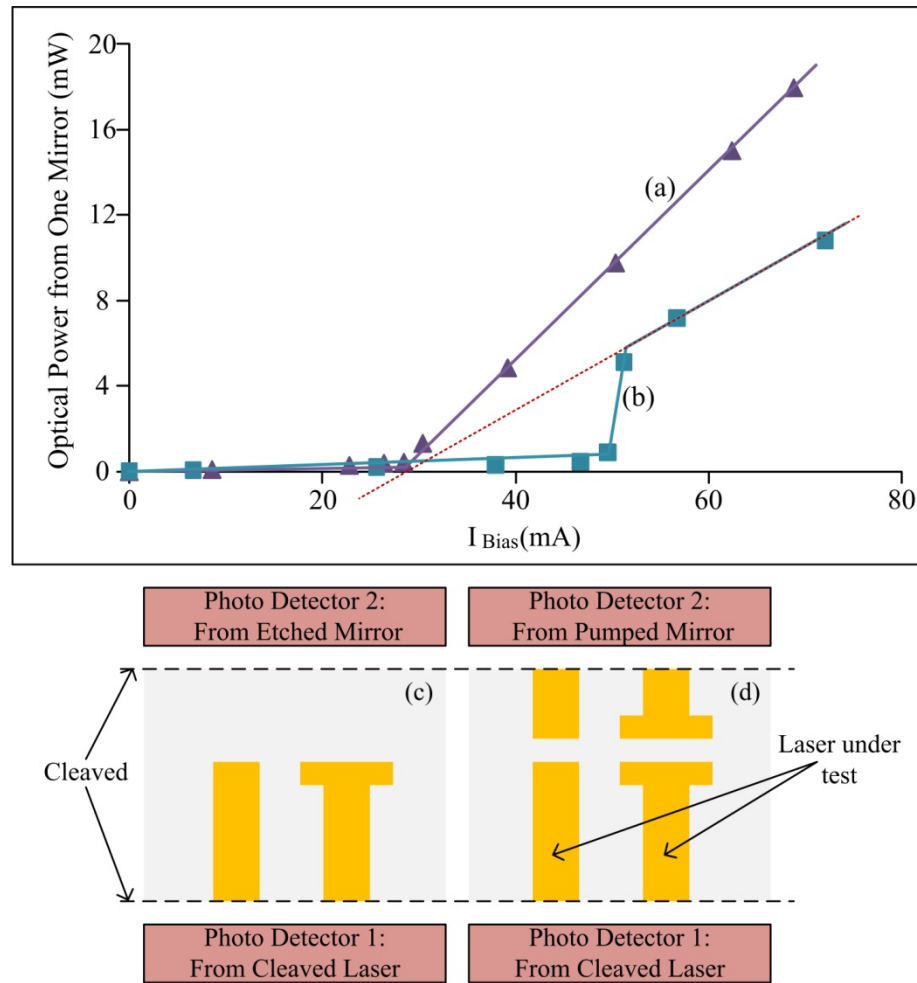 Optical Power from One Mirror (mW)
20
16
12
8
4
0
(a)
(b)
0 20 40 60 80
I Bias(mA)
Photo Detector 2:
From Etched Mirror
Photo Detector 2:
From Pumped Mirror
(c)
(d)
Cleaved
Laser under
test
Photo Detector 1:
From Cleaved Laser
Photo Detector 1:
From Cleaved Laser